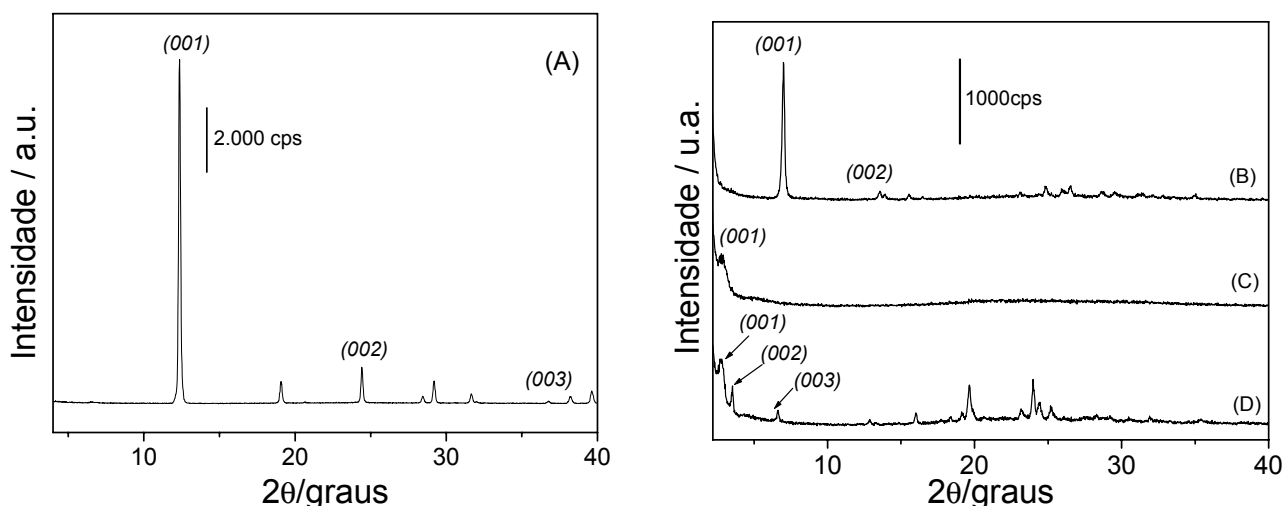 (001)
(A)
2.000 cps
(002)
(003)
Intensidade / a.u.
10
20
30
40
2θ/graus
(001)
1000cps
(002)
(B)
(001)
(C)
(001)
(002)
(003)
(D)
Intensidade / u.a.
10
20
30
40
2θ/graus